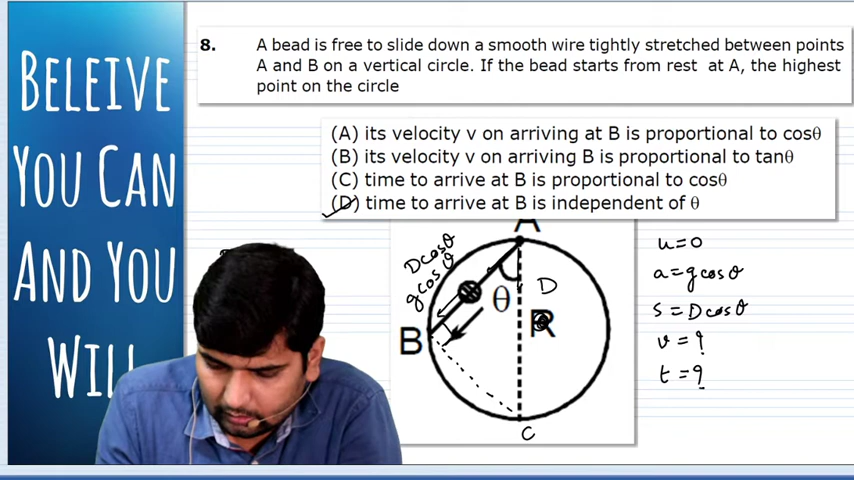 BELEIVE
YOU CAN
AND YOU
WILL
8. A bead is free to slide down a smooth wire tightly stretched between points
A and B on a vertical circle. If the bead starts from rest at A, the highest
point on the circle
(A) its velocity v on arriving at B is proportional to cosθ
(B) its velocity v on arriving B is proportional to tanθ
(C) time to arrive at B is proportional to cosθ
(D) time to arrive at B is independent of θ
A
Dcosθ
gcosθ
θ
D
R
B
C
u=0
a=gcosθ
s=Dcosθ
v=?
t=?